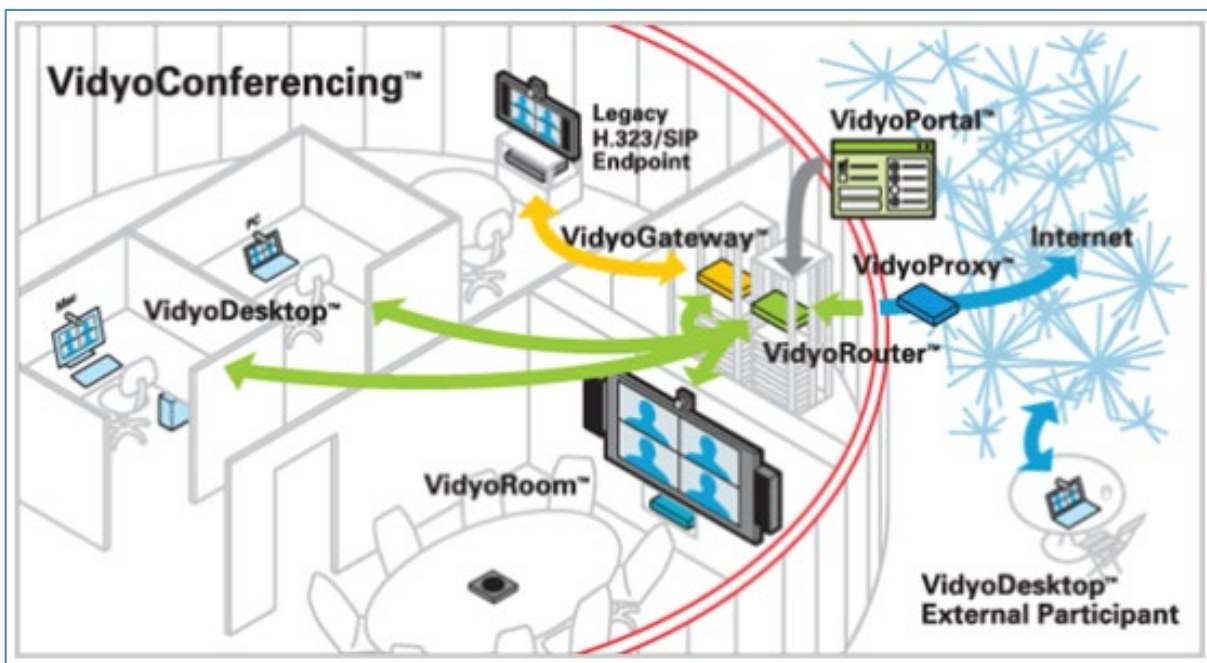 VidyoConferencing™
Legacy
H.323/SIP
Endpoint
VidyoPortal™
VidyoGateway™
Internet
VidyoProxy™
PC
Mac
VidyoDesktop™
VidyoRouter™
VidyoRoom™
VidyoDesktop™
External Participant